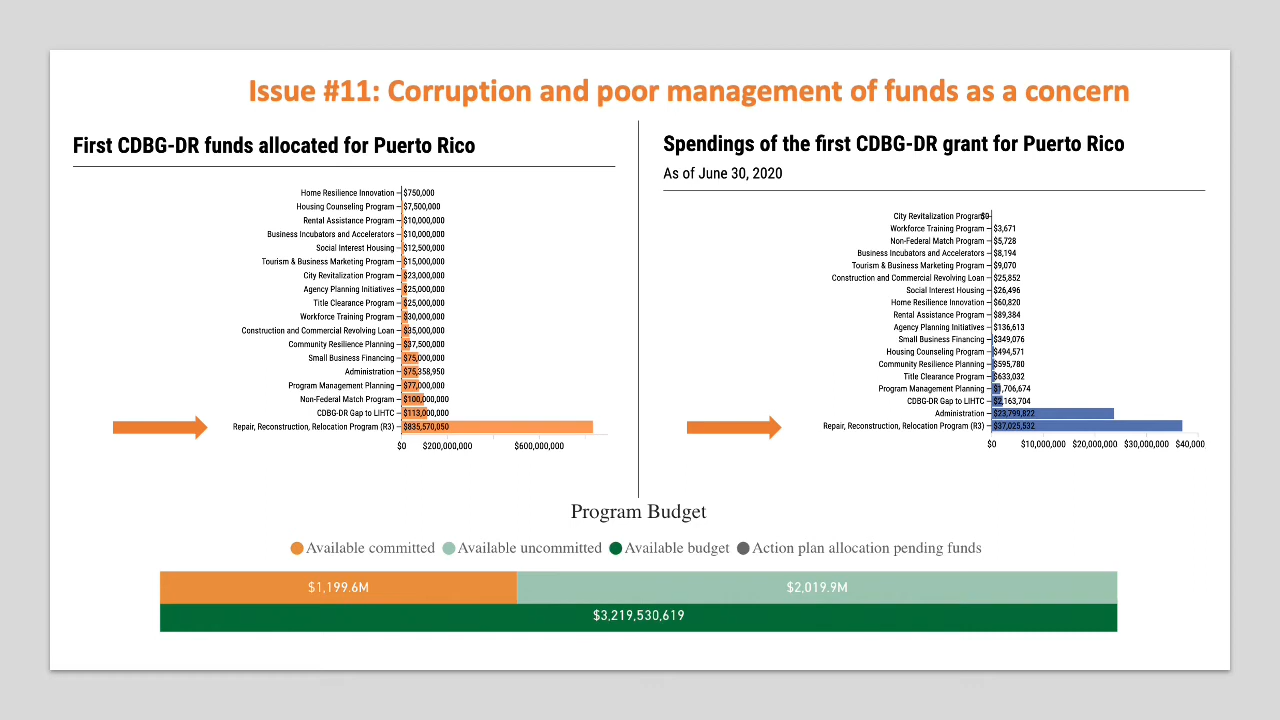 Issue #11: Corruption and poor management of funds as a concern
First CDBG-DR funds allocated for Puerto Rico
Home Resilience Innovation $750,000
Housing Counseling Program $7,500,000
Rental Assistance Program $10,000,000
Business Incubators and Accelerators $10,000,000
Social Interest Housing $12,500,000
Tourism & Business Marketing Program $15,000,000
City Revitalization Program $23,000,000
Agency Planning Initiatives $25,000,000
Title Clearance Program $25,000,000
Workforce Training Program $30,000,000
Construction and Commercial Revolving Loan $35,000,000
Community Resilience Planning $37,500,000
Small Business Financing $75,000,000
Administration $75,358,950
Program Management Planning $77,000,000
Non-Federal Match Program $100,000,000
CDBG-DR Gap to LIHTC $113,000,000
Repair, Reconstruction, Relocation Program (R3) $835,570,050
$0 $200,000,000 $600,000,000
Spendings of the first CDBG-DR grant for Puerto Rico
As of June 30, 2020
City Revitalization Program $0
Workforce Training Program $3,671
Non-Federal Match Program $5,728
Business Incubators and Accelerators $8,194
Tourism & Business Marketing Program $9,070
Construction and Commercial Revolving Loan $25,852
Social Interest Housing $26,496
Home Resilience Innovation $60,820
Rental Assistance Program $89,384
Agency Planning Initiatives $136,613
Small Business Financing $349,076
Housing Counseling Program $494,571
Community Resilience Planning $595,780
Title Clearance Program $633,032
Program Management Planning $1,706,674
CDBG-DR Gap to LIHTC $2,163,704
Administration $23,799,822
Repair, Reconstruction, Relocation Program (R3) $37,025,532
$0 $10,000,000 $20,000,000 $30,000,000 $40,000
Program Budget
Available committed Available uncommitted Available budget Action plan allocation pending funds
$1,199.6M $2,019.9M
$3,219,530,619